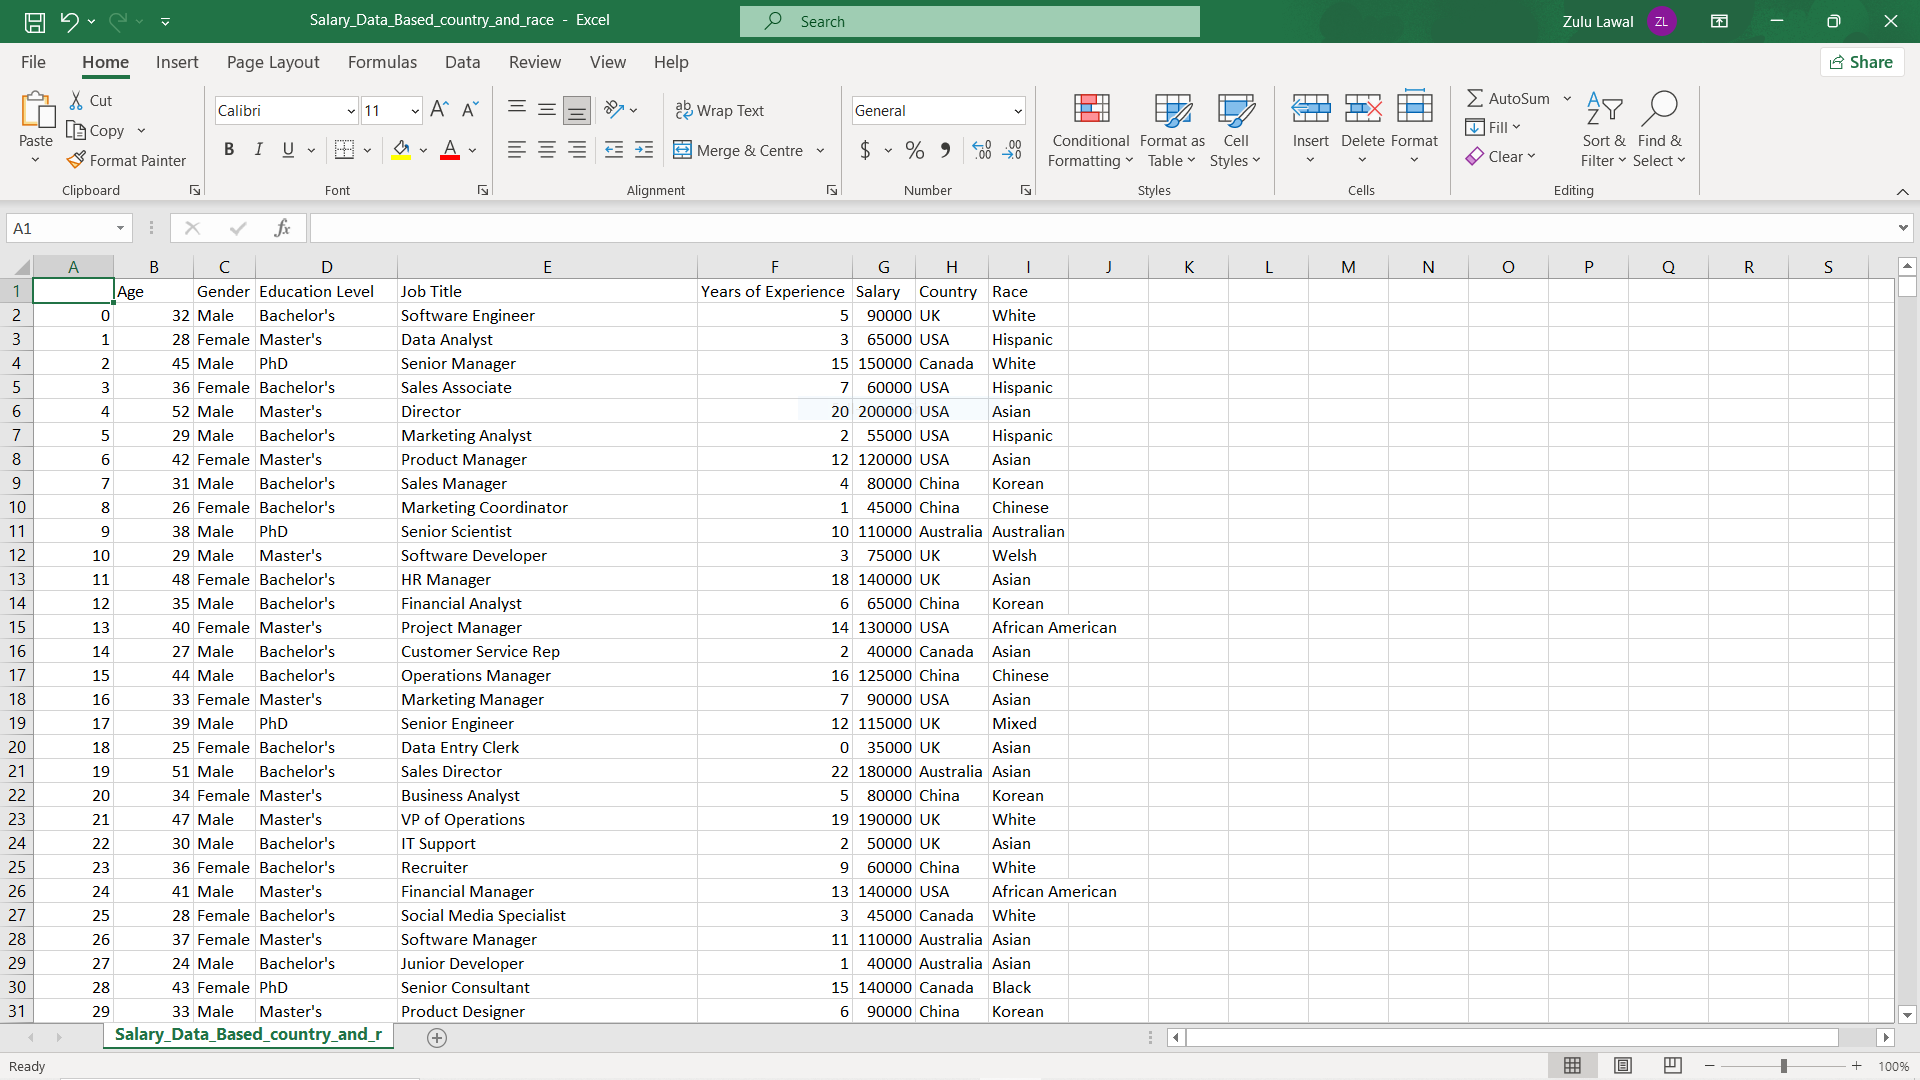 Salary_Data_Based_country_and_race - Excel
Search
Zulu Lawal ZL
File Home Insert Page Layout Formulas Data Review View Help Share
Paste
Cut
Copy
Format Painter
Clipboard
Calibri 11
B I U
Font
Wrap Text
Merge & Centre
Alignment
General
$ % ,
Number
Conditional Formatting
Format as Table
Cell Styles
Styles
Insert Delete Format
Cells
AutoSum
Fill
Clear
Sort & Filter
Find & Select
Editing
A1 fx
A B C D E F G H I J K L M N O P Q R S
1 Age Gender Education Level Job Title Years of Experience Salary Country Race
2 0 32 Male Bachelor's Software Engineer 5 90000 UK White
3 1 28 Female Master's Data Analyst 3 65000 USA Hispanic
4 2 45 Male PhD Senior Manager 15 150000 Canada White
5 3 36 Female Bachelor's Sales Associate 7 60000 USA Hispanic
6 4 52 Male Master's Director 20 200000 USA Asian
7 5 29 Male Bachelor's Marketing Analyst 2 55000 USA Hispanic
8 6 42 Female Master's Product Manager 12 120000 USA Asian
9 7 31 Male Bachelor's Sales Manager 4 80000 China Korean
10 8 26 Female Bachelor's Marketing Coordinator 1 45000 China Chinese
11 9 38 Male PhD Senior Scientist 10 110000 Australia Australian
12 10 29 Male Master's Software Developer 3 75000 UK Welsh
13 11 48 Female Bachelor's HR Manager 18 140000 UK Asian
14 12 35 Male Bachelor's Financial Analyst 6 65000 China Korean
15 13 40 Female Master's Project Manager 14 130000 USA African American
16 14 27 Male Bachelor's Customer Service Rep 2 40000 Canada Asian
17 15 44 Male Bachelor's Operations Manager 16 125000 China Chinese
18 16 33 Female Master's Marketing Manager 7 90000 USA Asian
19 17 39 Male PhD Senior Engineer 12 115000 UK Mixed
20 18 25 Female Bachelor's Data Entry Clerk 0 35000 UK Asian
21 19 51 Male Bachelor's Sales Director 22 180000 Australia Asian
22 20 34 Female Master's Business Analyst 5 80000 China Korean
23 21 47 Male Master's VP of Operations 19 190000 UK White
24 22 30 Male Bachelor's IT Support 2 50000 UK Asian
25 23 36 Female Bachelor's Recruiter 9 60000 China White
26 24 41 Male Master's Financial Manager 13 140000 USA African American
27 25 28 Female Bachelor's Social Media Specialist 3 45000 Canada White
28 26 37 Female Master's Software Manager 11 110000 Australia Asian
29 27 24 Male Bachelor's Junior Developer 1 40000 Australia Asian
30 28 43 Female PhD Senior Consultant 15 140000 Canada Black
31 29 33 Male Master's Product Designer 6 90000 China Korean
Salary_Data_Based_country_and_r
Ready 100%